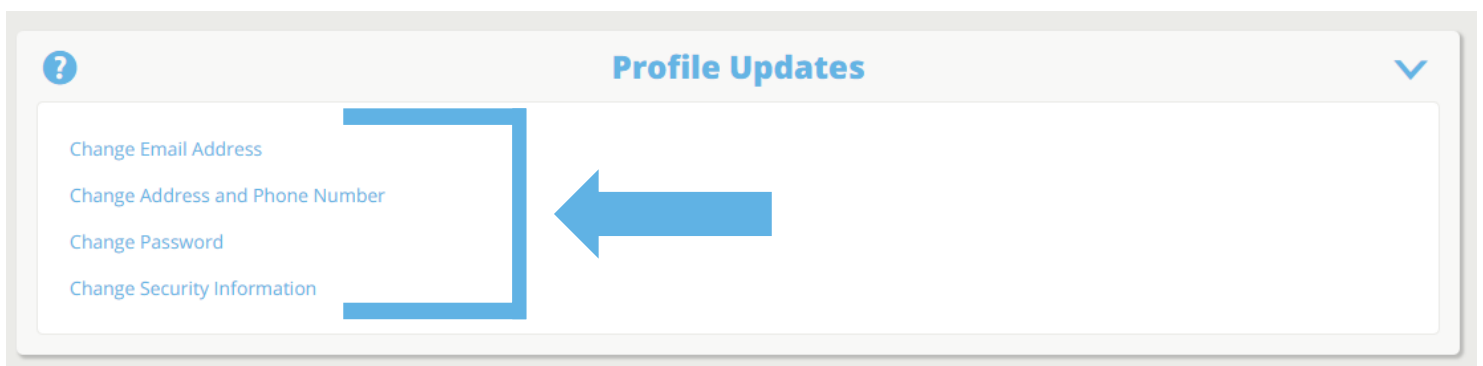 ?
Profile Updates
Change Email Address
Change Address and Phone Number
Change Password
Change Security Information